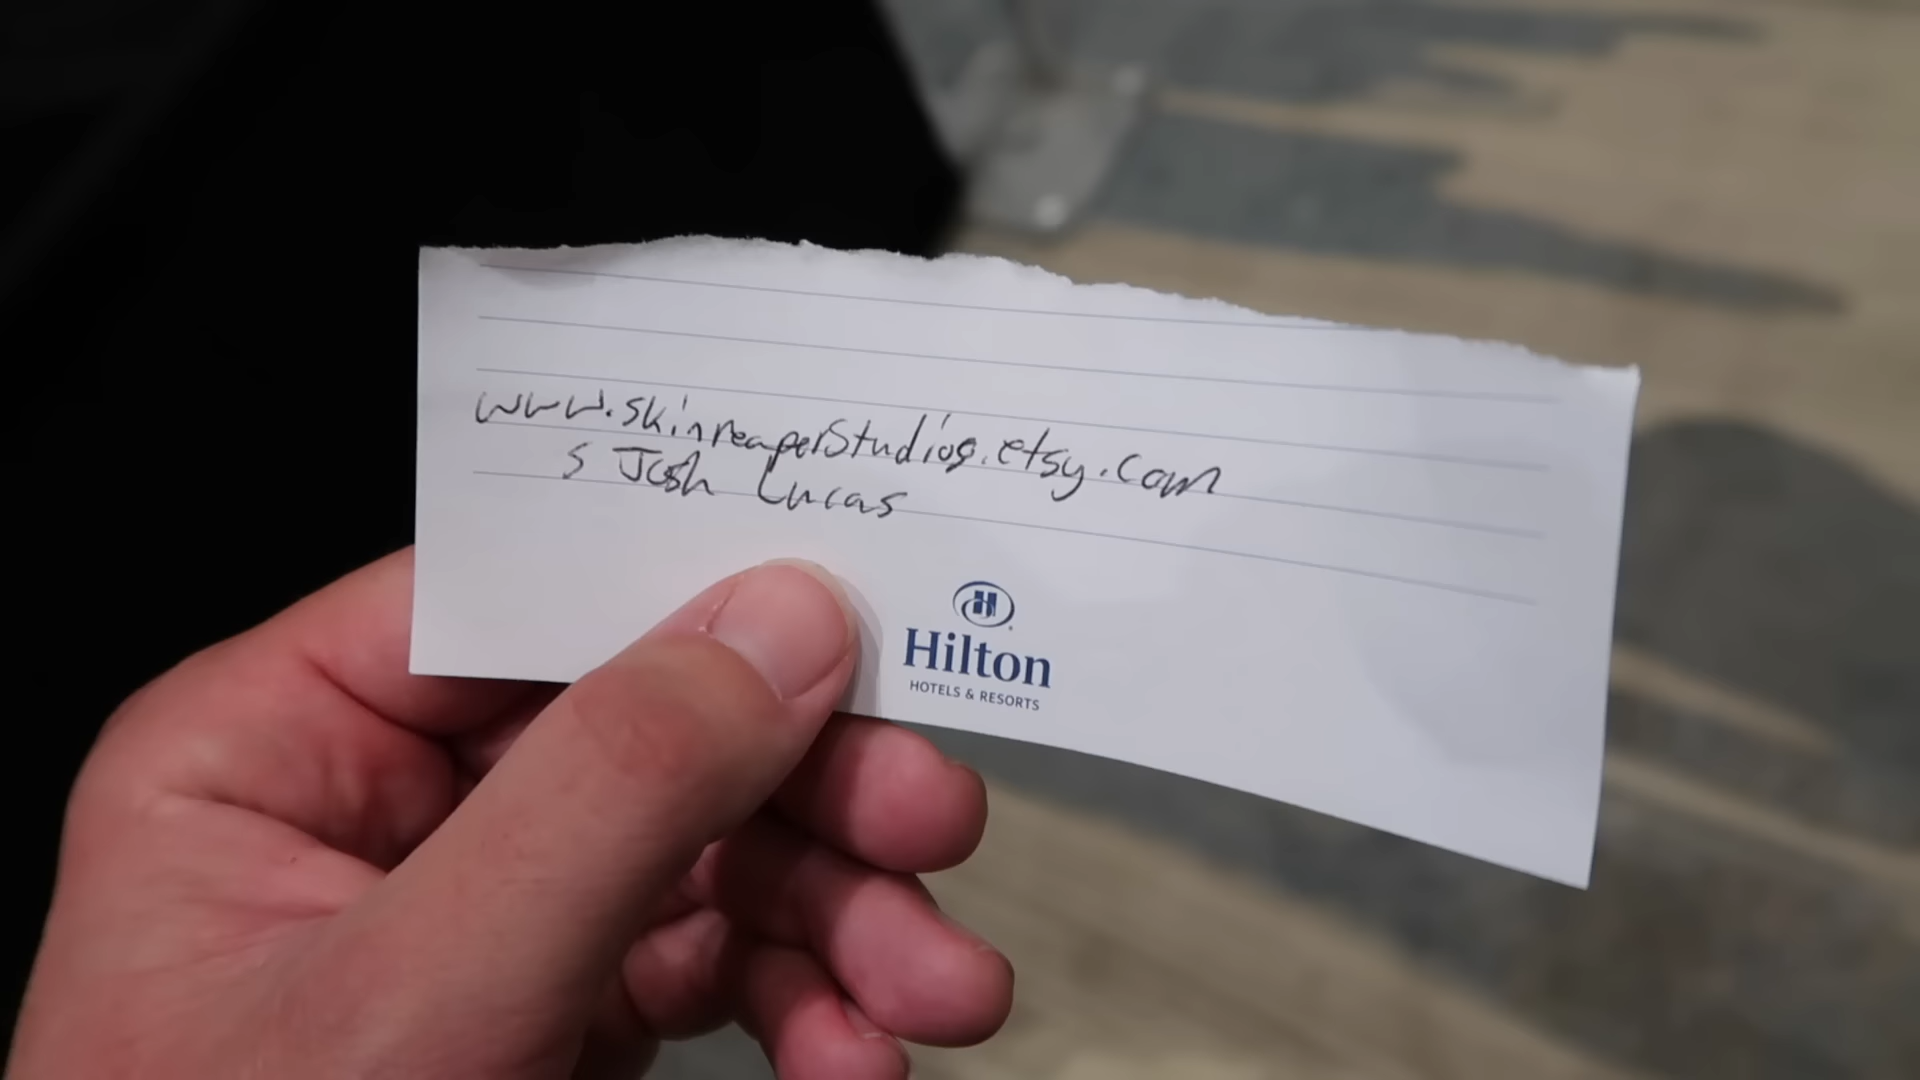 www.skinreaperStudios.etsy.com
S Josh Lucas
H
Hilton
HOTELS & RESORTS